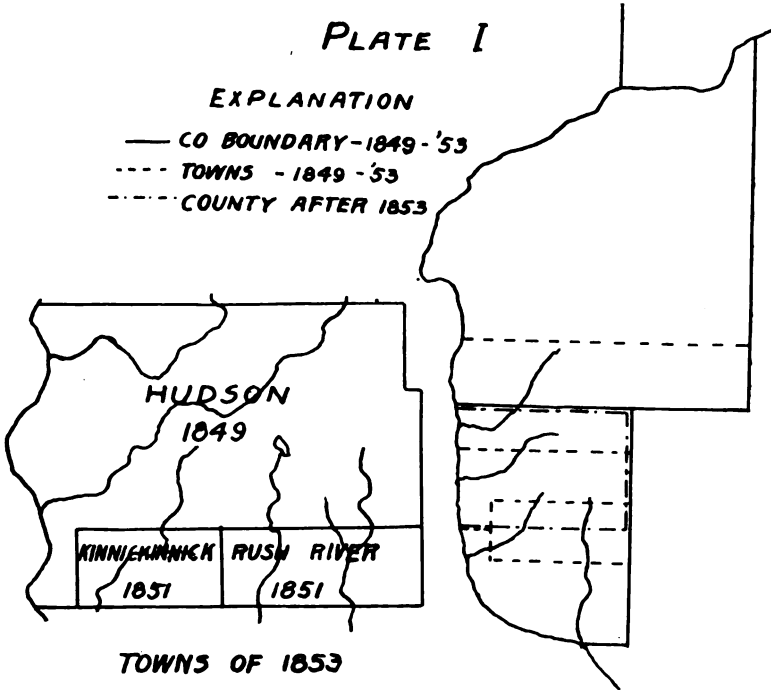 PLATE I
EXPLANATION
CO BOUNDARY-1849-'53
TOWNS - 1849-'53
COUNTY AFTER 1853
HUDSON
1849
KINNICKINNICK RUSH RIVER
1851 1851
TOWNS OF 1853